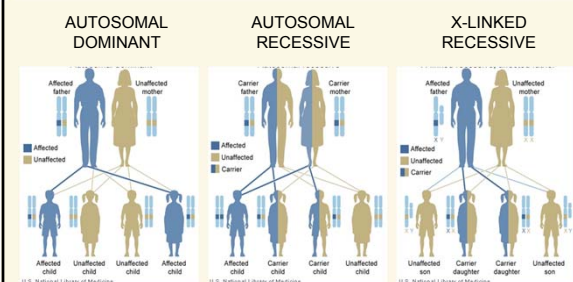 AUTOSOMAL
DOMINANT
Affected
father
Unaffected
mother
Affected
Unaffected
Affected
child
Unaffected
child
Unaffected
child
Affected
child
U.S. National Library of Medicine
AUTOSOMAL
RECESSIVE
Carrier
father
Carrier
mother
Affected
Unaffected
Carrier
Affected
child
Carrier
child
Carrier
child
Unaffected
child
U.S. National Library of Medicine
X-LINKED
RECESSIVE
Affected
father
Unaffected
mother
X Y
X X
Affected
Unaffected
Carrier
X Y
X X
X X
X Y
Unaffected
son
Carrier
daughter
Carrier
daughter
Unaffected
son
U.S. National Library of Medicine